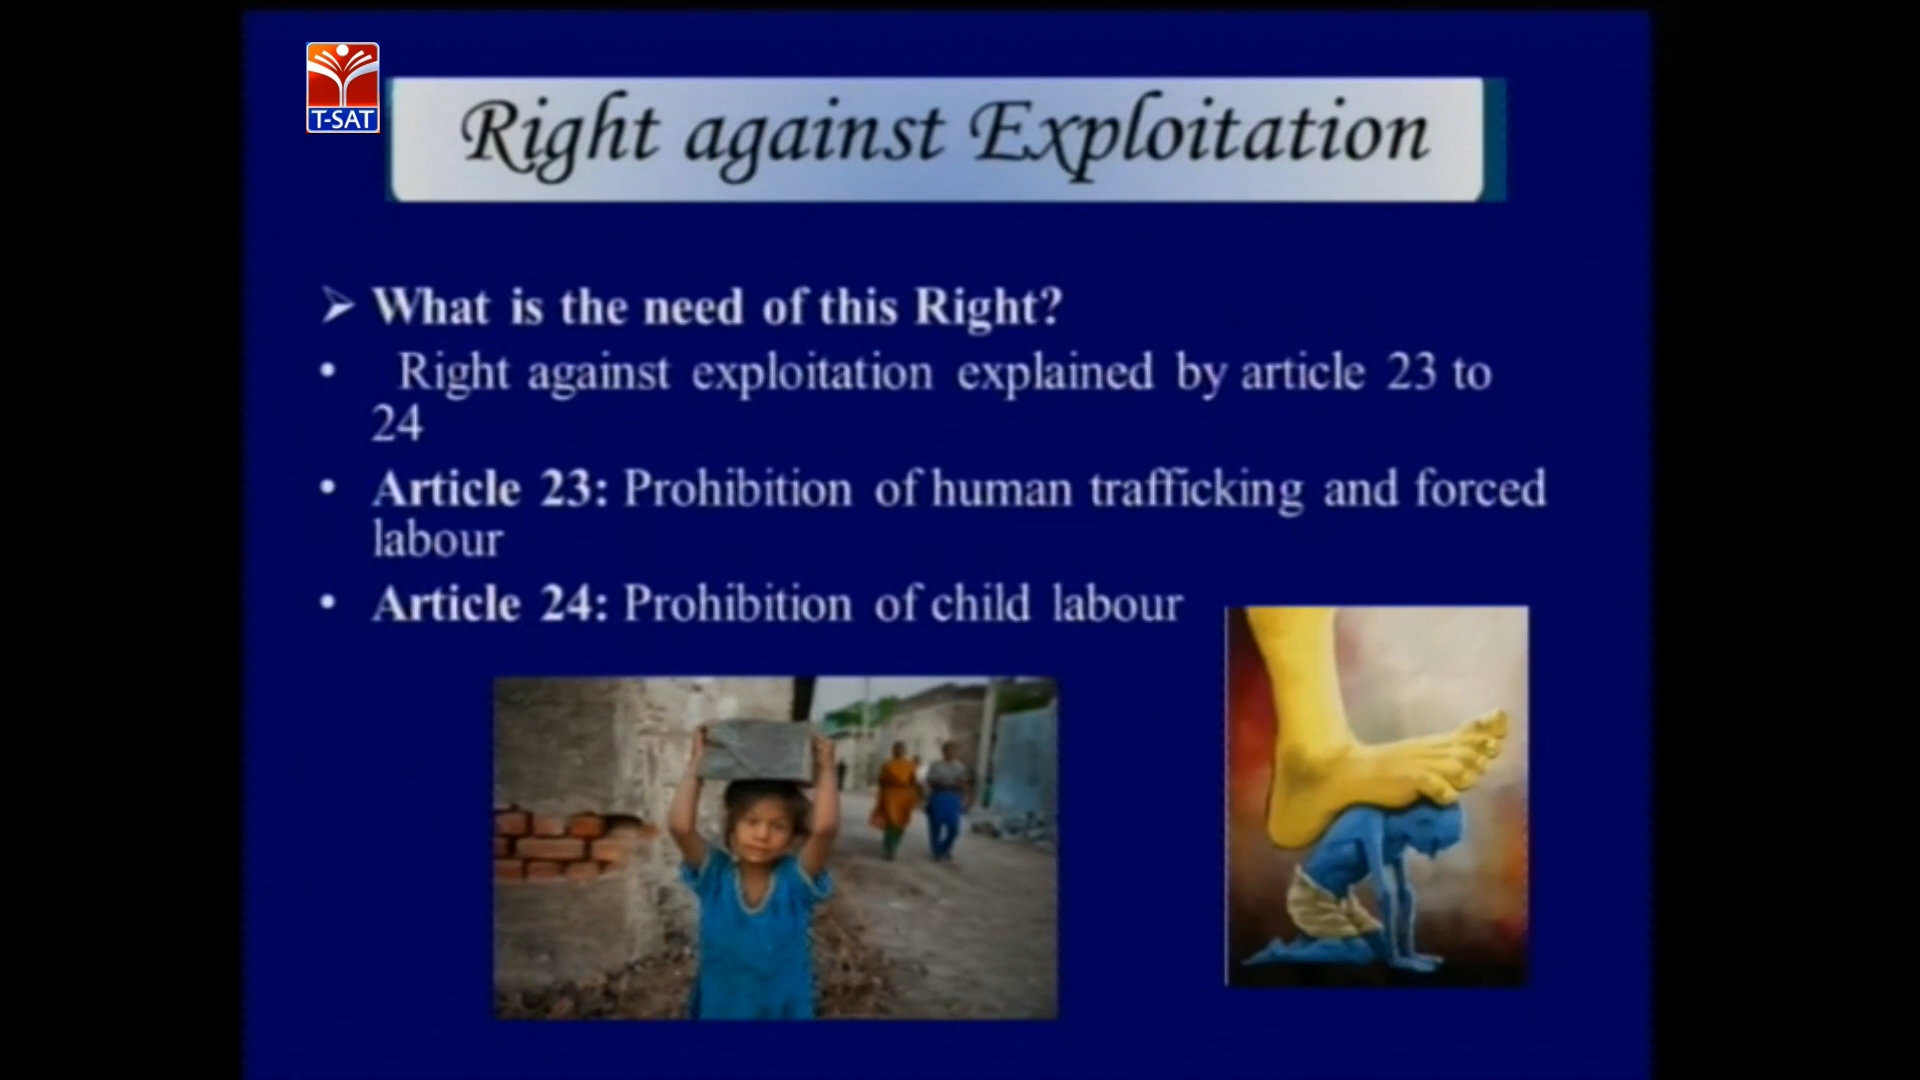 T-SAT
Right against Exploitation
➢ What is the need of this Right?
• Right against exploitation explained by article 23 to
24
• Article 23: Prohibition of human trafficking and forced
labour
• Article 24: Prohibition of child labour